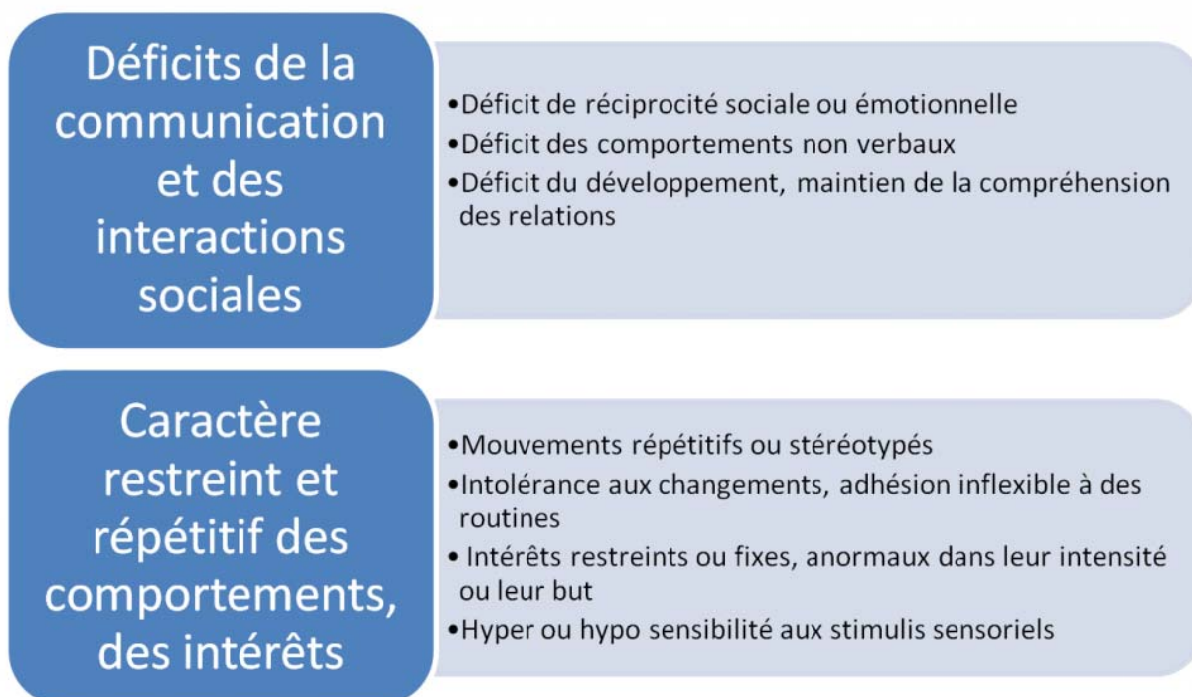 Déficits de la
communication
et des
interactions
sociales
•Déficit de réciprocité sociale ou émotionnelle
•Déficit des comportements non verbaux
•Déficit du développement, maintien de la compréhension
des relations
Caractère
restreint et
répétitif des
comportements,
des intérêts
•Mouvements répétitifs ou stéréotypés
•Intolérance aux changements, adhésion inflexible à des
routines
• Intérêts restreints ou fixes, anormaux dans leur intensité
ou leur but
•Hyper ou hypo sensibilité aux stimulis sensoriels